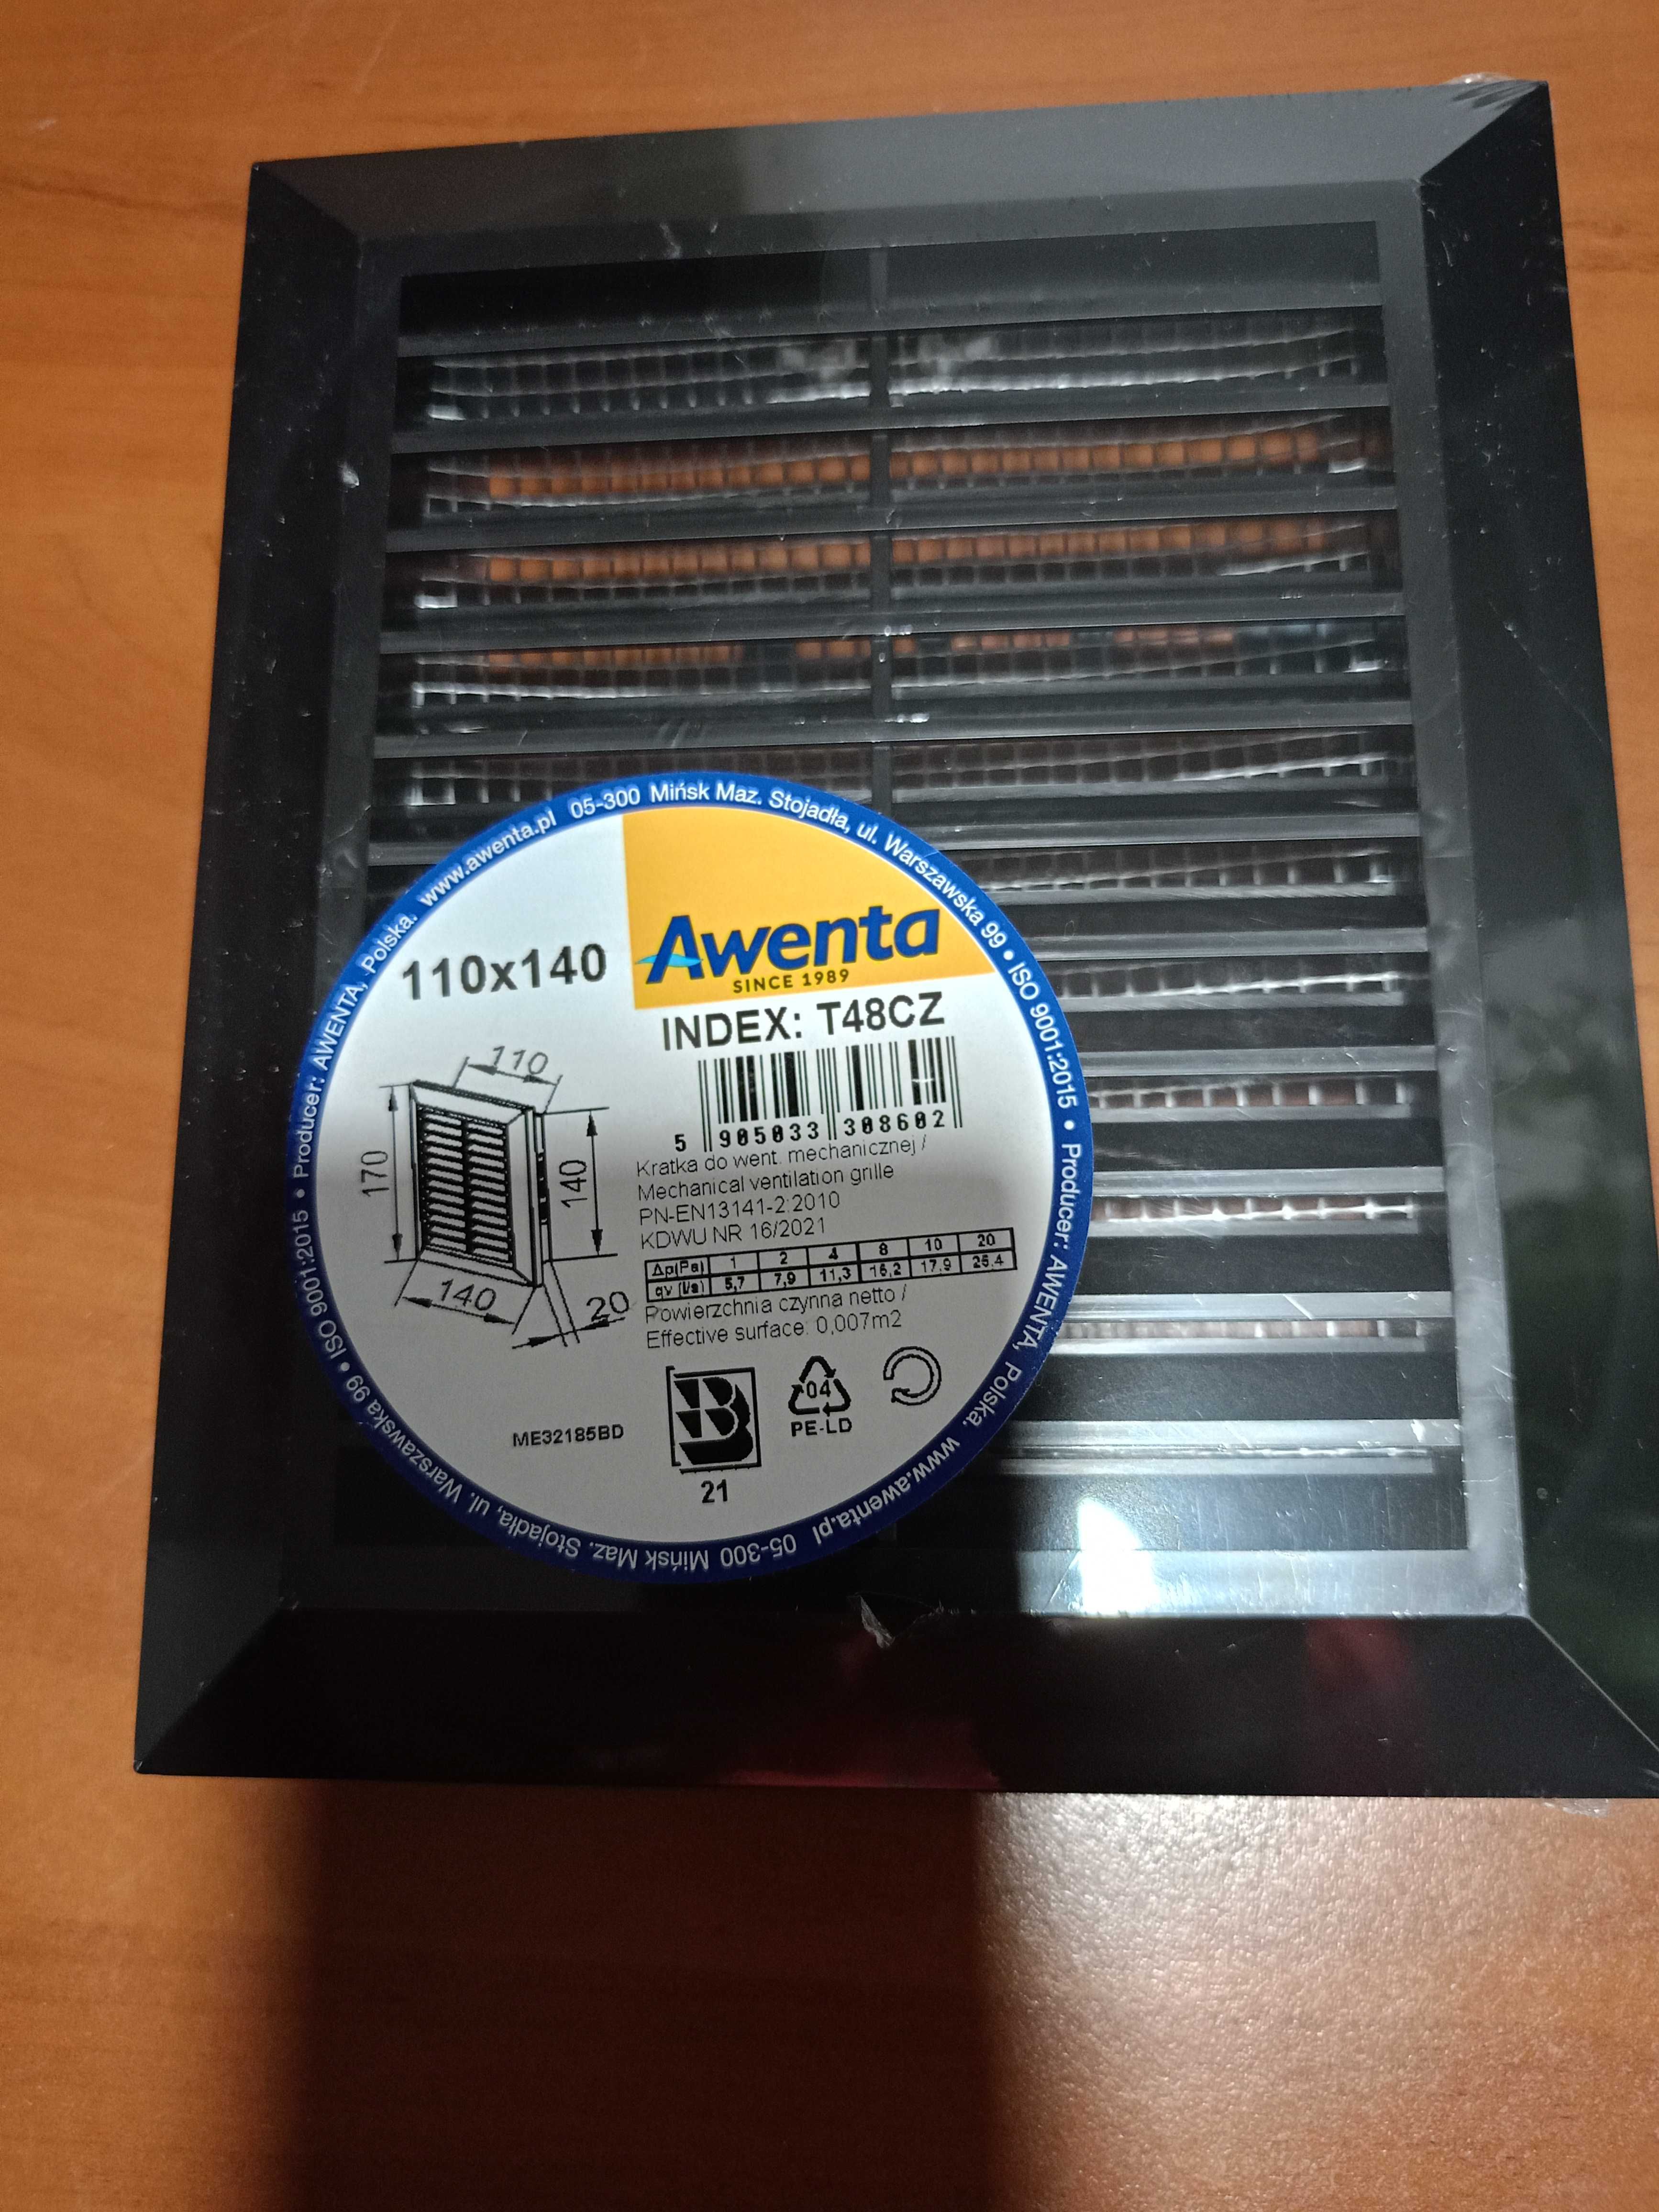 Producer: AWENTA, Polska. www.awenta.pl 05-300 Mińsk Maz. Stojadła, ul. Warszawska 99 • ISO 9001:2015 •
Producer: AWENTA, Polska. www.awenta.pl 05-300 Mińsk Maz. Stojadła, ul. Warszawska 99 • ISO 9001:2015 •
110x140
Awenta
SINCE 1989
INDEX: T48CZ
5 905033 308602
110
170
140
140
20
Kratka do went. mechanicznej /
Mechanical ventilation grille
PN-EN13141-2:2010
KDWU NR 16/2021
Δp(Pa) 1 2 4 8 10 20
qv (l/s) 5,7 7,9 11,3 16,2 17,9 25,4
Powierzchnia czynna netto /
Effective surface: 0,007m2
ME32185BD
B
21
04
PE-LD